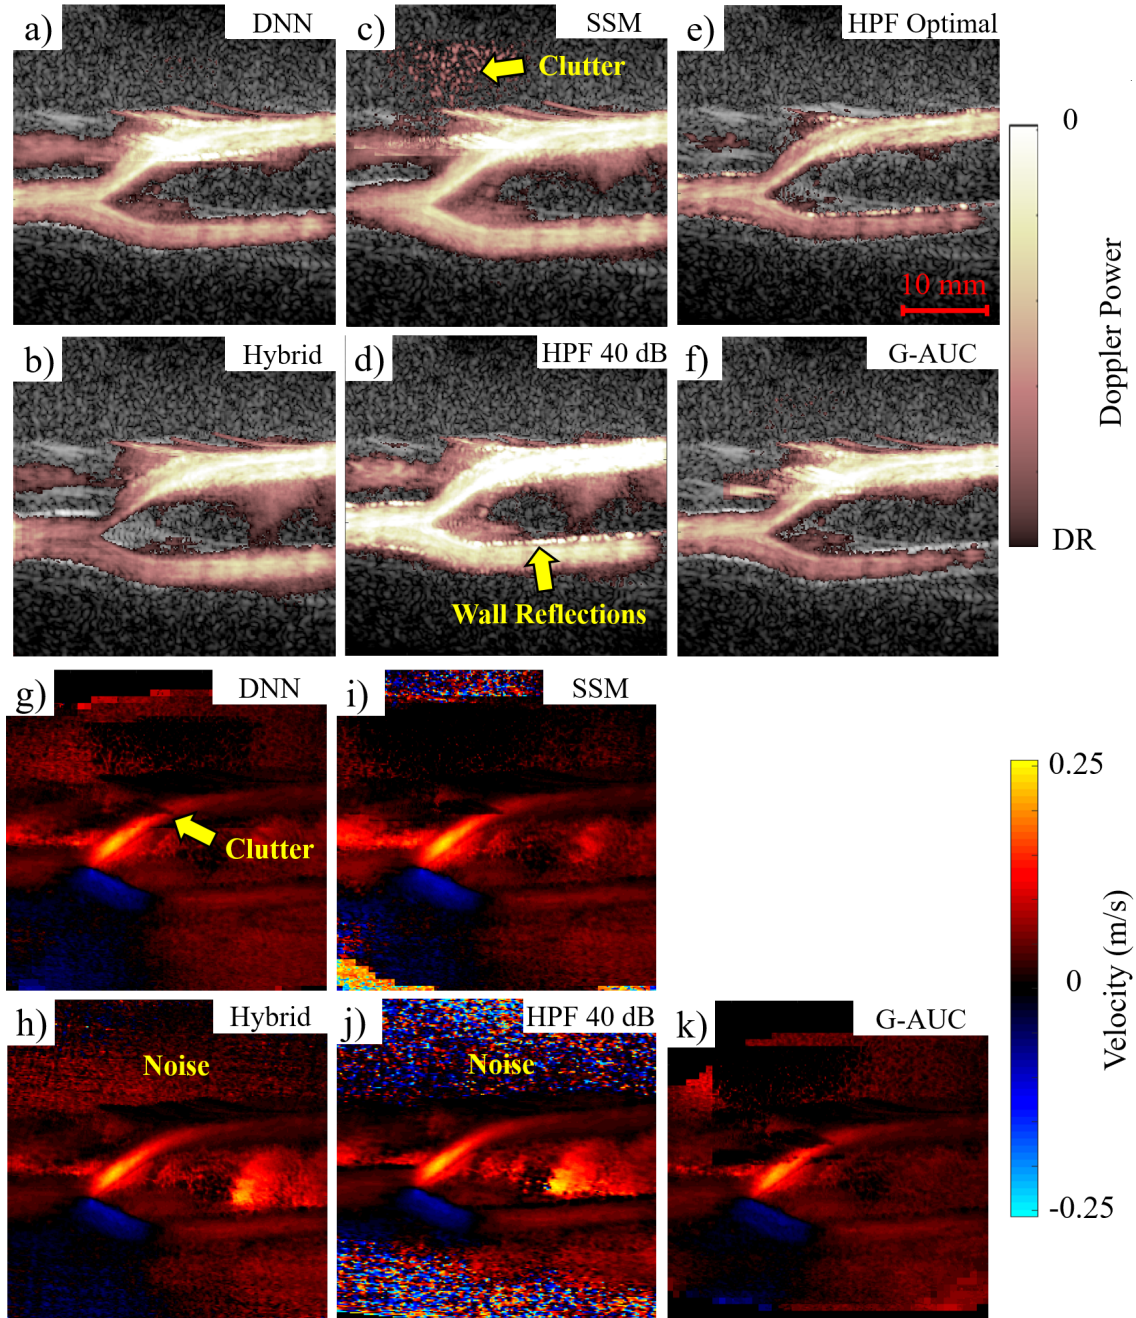 a)
DNN
c)
SSM
e)
HPF Optimal
Clutter
0
10 mm
Doppler Power
DR
b)
Hybrid
d)
HPF 40 dB
f)
G-AUC
Wall Reflections
g)
DNN
i)
SSM
Clutter
0.25
0
-0.25
Velocity (m/s)
h)
Hybrid
j)
HPF 40 dB
k)
G-AUC
Noise
Noise